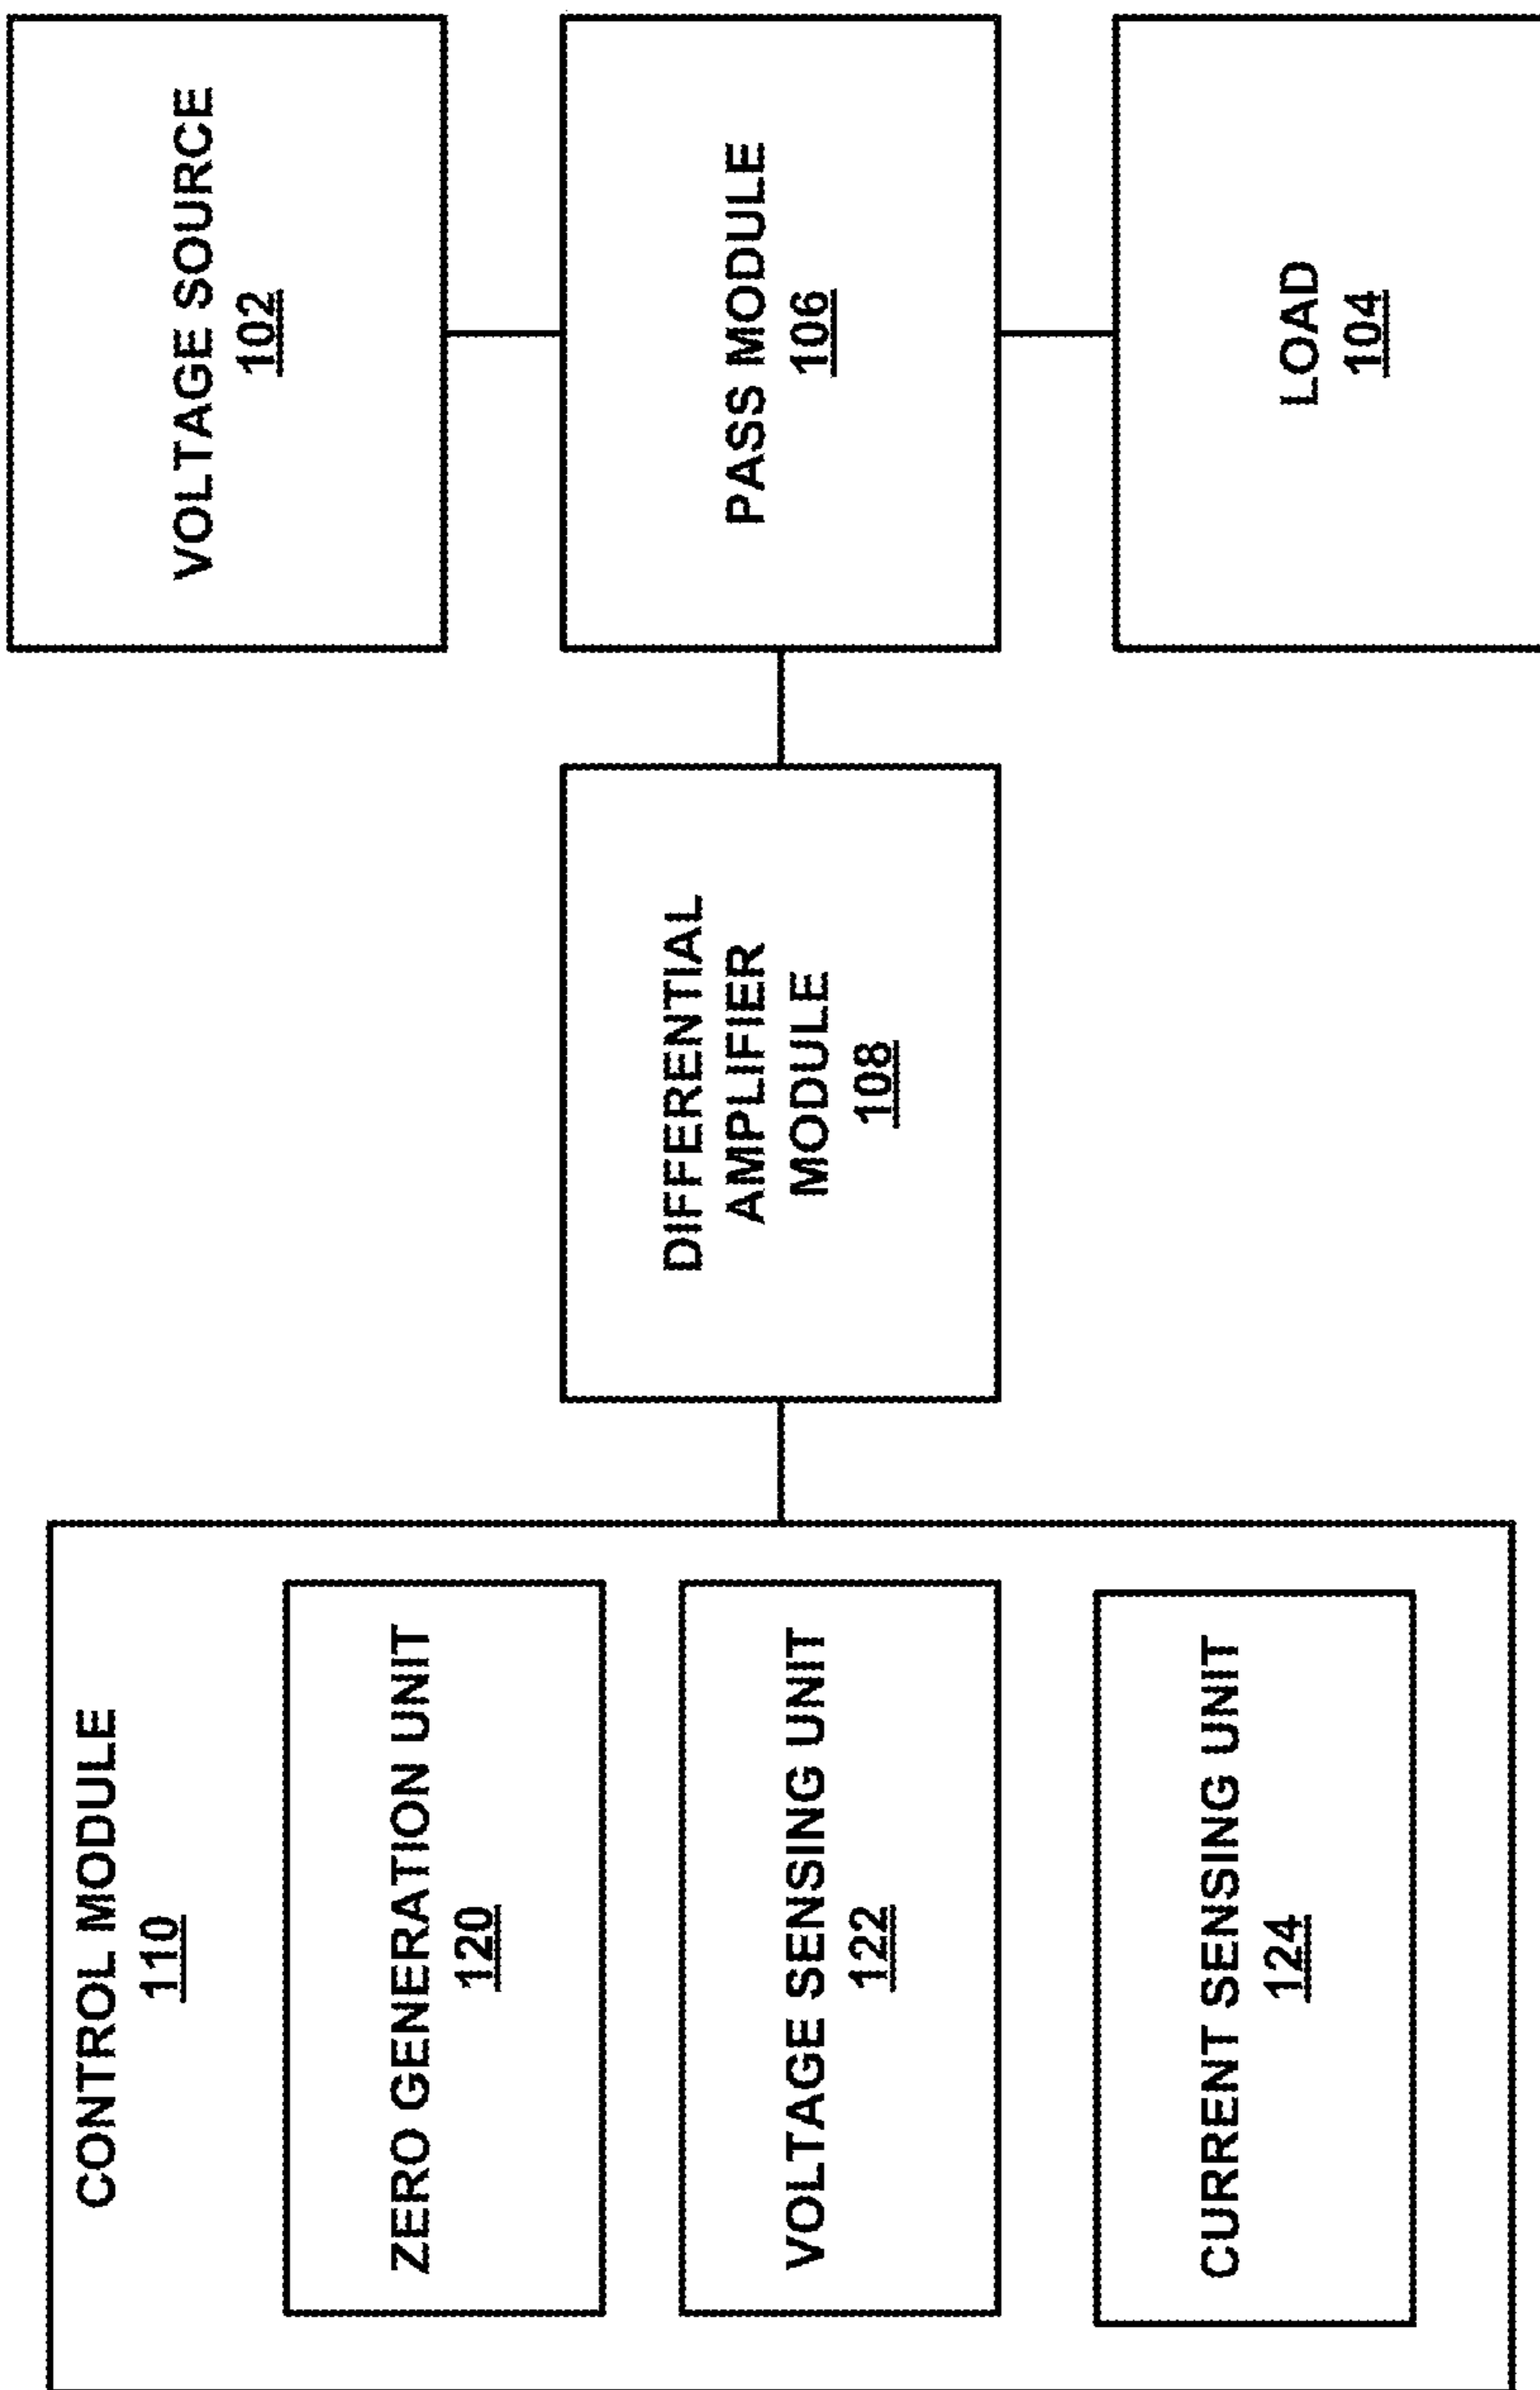 CONTROL MODULE
110
ZERO GENERATION UNIT
120
VOLTAGE SENSING UNIT
122
CURRENT SENSING UNIT
124
DIFFERENTIAL
AMPLIFIER
MODULE
108
VOLTAGE SOURCE
102
PASS MODULE
106
LOAD
104